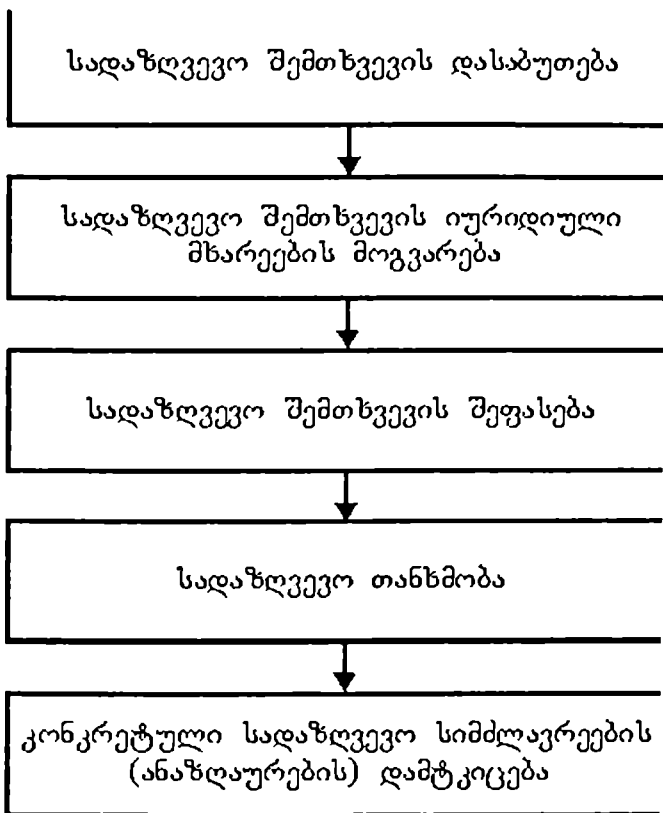 სადაზღვევო შემთხვევის დასაბუთება
სადაზღვევო შემთხვევის იურიდიული
მხარეების მოგვარება
სადაზღვევო შემთხვევის შეფასება
სადაზღვევო თანხმობა
კონკრეტული სადაზღვევო სიმძლავრეების
(ანაზღაურების) დამტკიცება